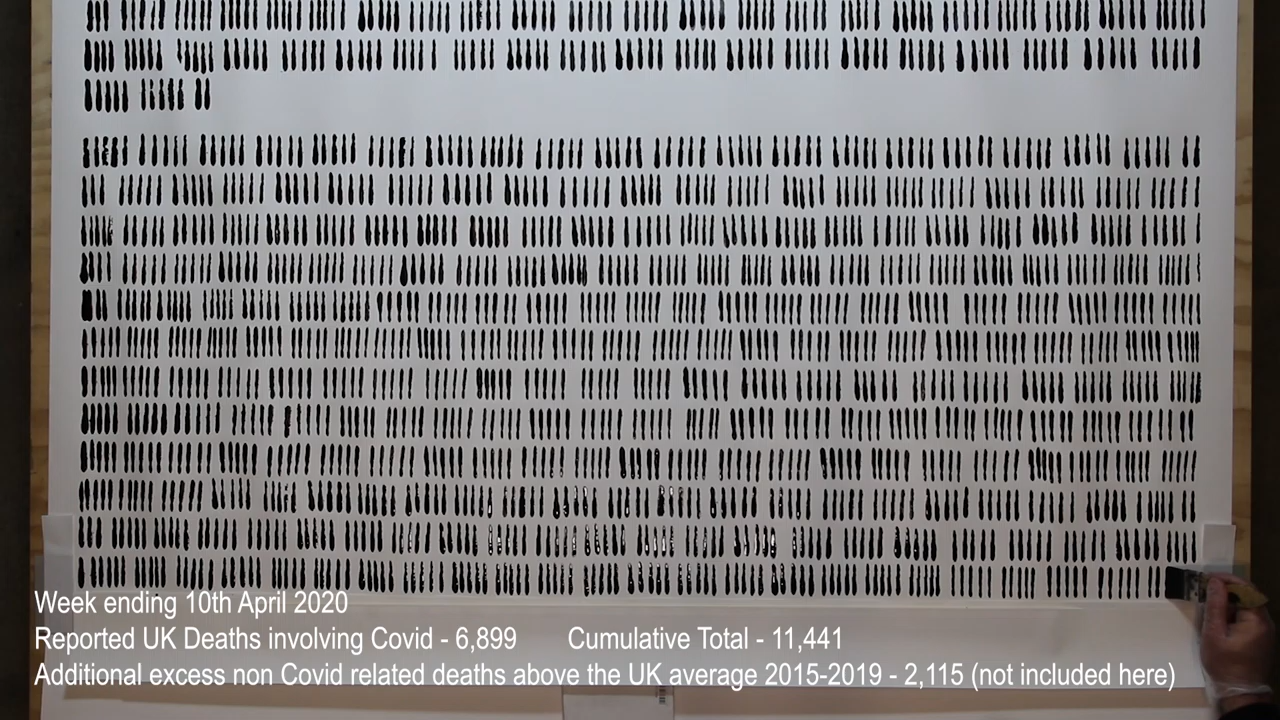 Week ending 10th April 2020
Reported UK Deaths involving Covid - 6,899 Cumulative Total - 11,441
Additional excess non Covid related deaths above the UK average 2015-2019 - 2,115 (not included here)